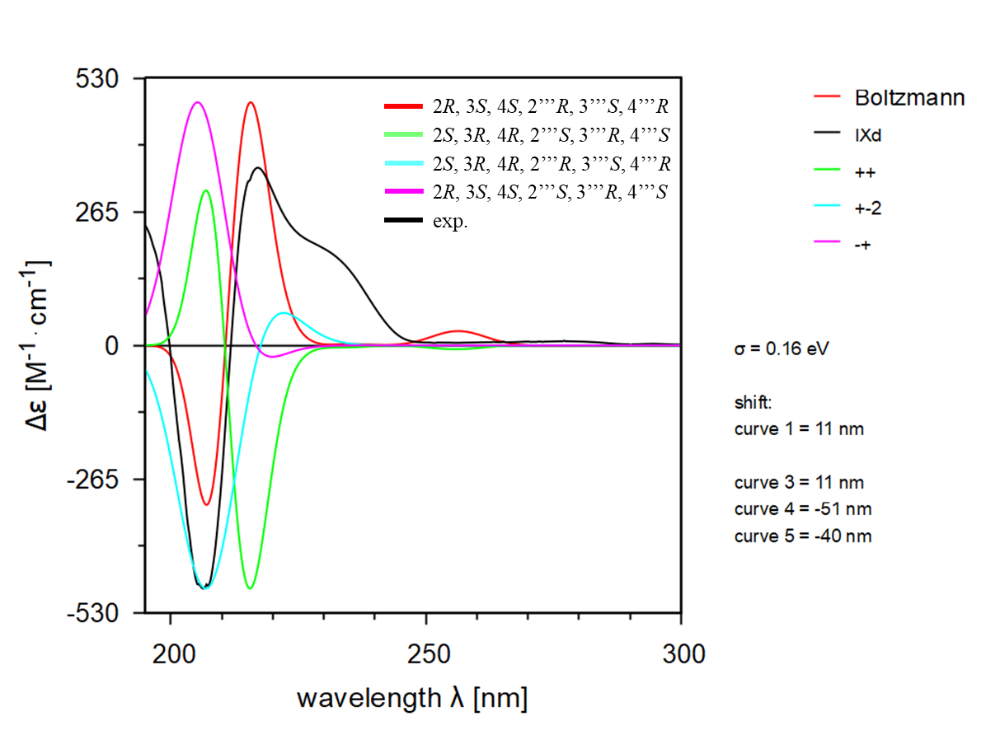 530
265
0
-265
-530
Δε [M⁻¹ · cm⁻¹]
2R, 3S, 4S, 2’’’R, 3’’’S, 4’’’R
2S, 3R, 4R, 2’’’S, 3’’’R, 4’’’S
2S, 3R, 4R, 2’’’R, 3’’’S, 4’’’R
2R, 3S, 4S, 2’’’S, 3’’’R, 4’’’S
exp.
200
250
300
wavelength λ [nm]
Boltzmann
IXd
++
+-2
-+
σ = 0.16 eV
shift:
curve 1 = 11 nm
curve 3 = 11 nm
curve 4 = -51 nm
curve 5 = -40 nm